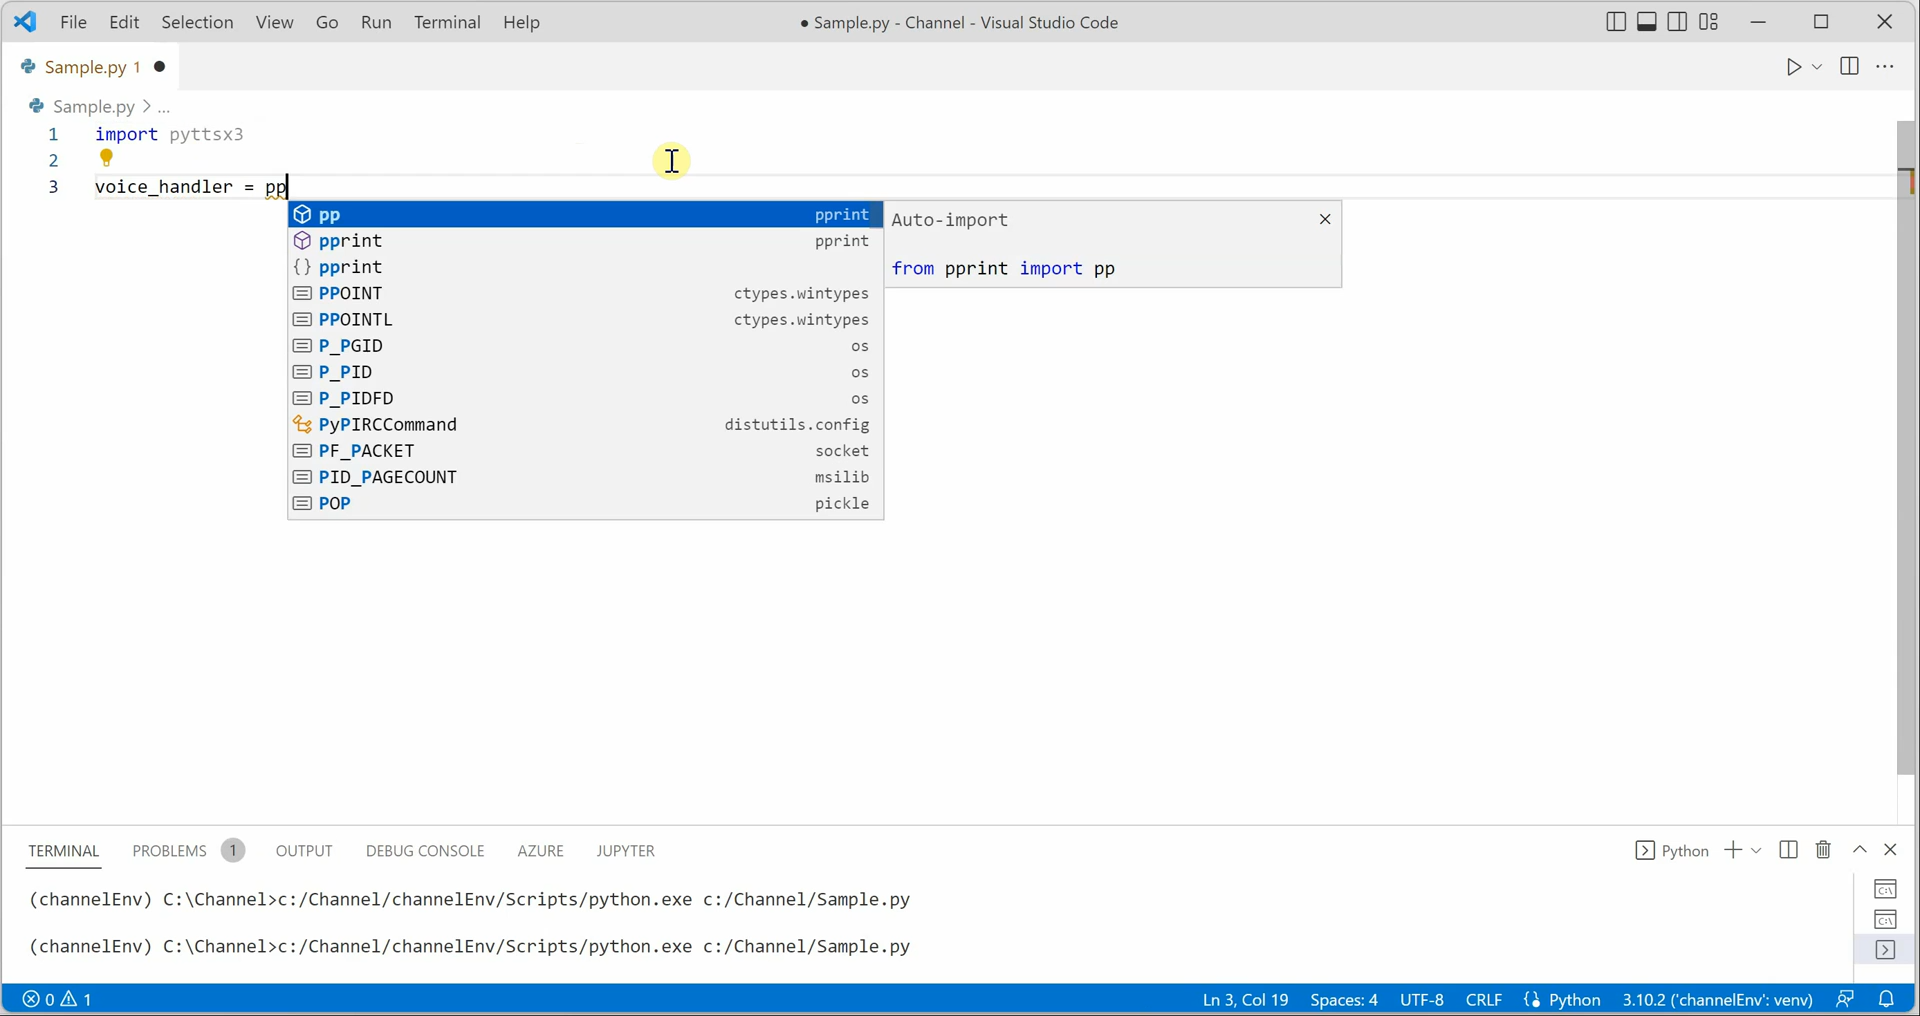 File Edit Selection View Go Run Terminal Help ● Sample.py - Channel - Visual Studio Code
Sample.py 1 ●
Sample.py > ...
1 import pyttsx3
2
3 voice_handler = pp
pp pprint
pprint pprint
{} pprint
PPOINT ctypes.wintypes
PPOINTL ctypes.wintypes
P_PGID os
P_PID os
P_PIDFD os
PyPIRCCommand distutils.config
PF_PACKET socket
PID_PAGECOUNT msilib
POP pickle
Auto-import
from pprint import pp
TERMINAL PROBLEMS 1 OUTPUT DEBUG CONSOLE AZURE JUPYTER Python
(channelEnv) C:\Channel>c:/Channel/channelEnv/Scripts/python.exe c:/Channel/Sample.py
(channelEnv) C:\Channel>c:/Channel/channelEnv/Scripts/python.exe c:/Channel/Sample.py
0 1 Ln 3, Col 19 Spaces: 4 UTF-8 CRLF Python 3.10.2 ('channelEnv': venv)